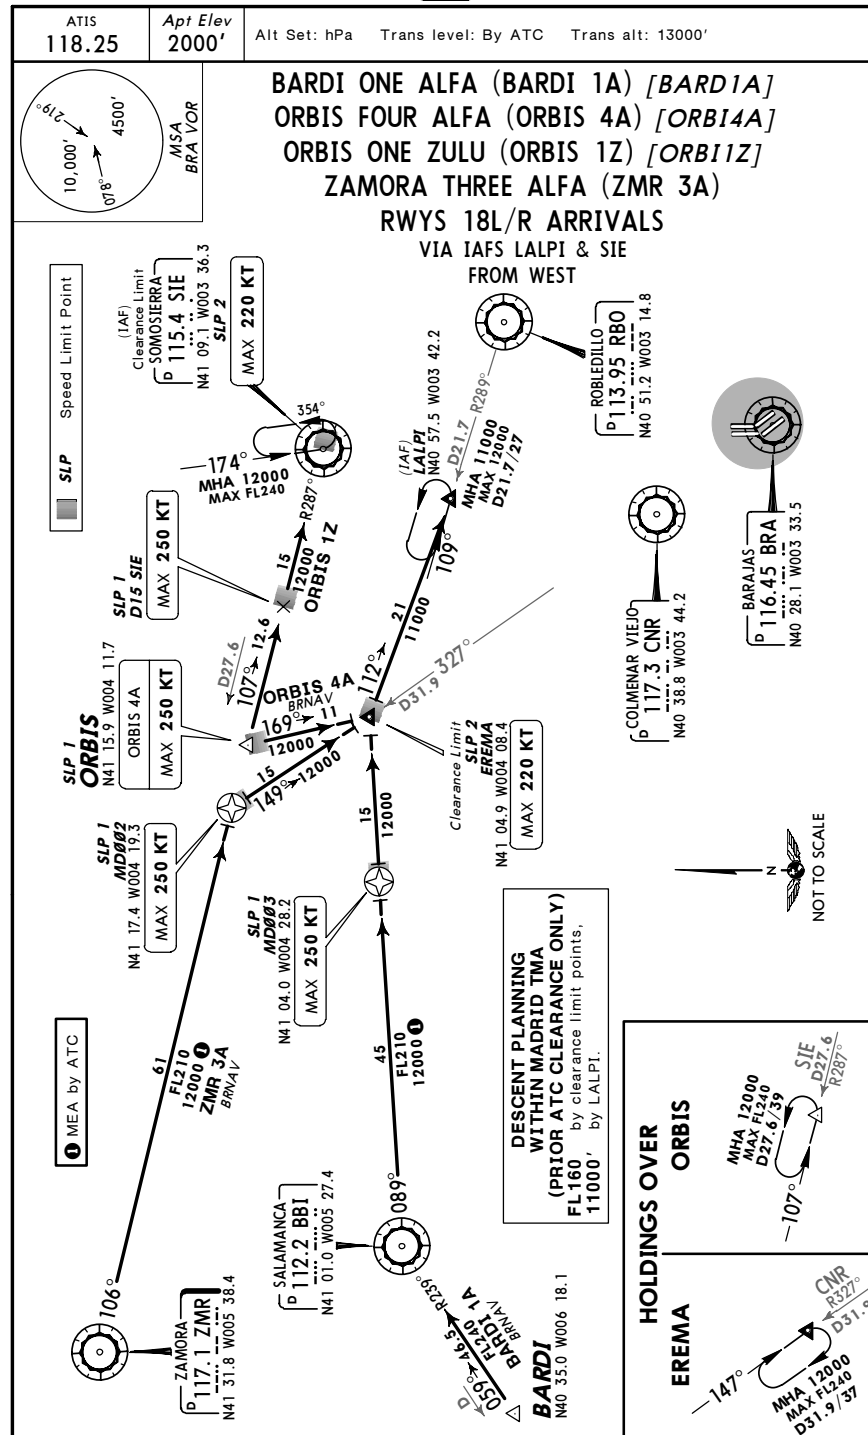 ATIS
118.25
Apt Elev
2000'
Alt Set: hPa Trans level: By ATC Trans alt: 13000'
219°
4500'
10,000'
078°
MSA
BRA VOR
BARDI ONE ALFA (BARDI 1A) [BARD1A]
ORBIS FOUR ALFA (ORBIS 4A) [ORBI4A]
ORBIS ONE ZULU (ORBIS 1Z) [ORBI1Z]
ZAMORA THREE ALFA (ZMR 3A)
RWYS 18L/R ARRIVALS
VIA IAFS LALPI & SIE
FROM WEST
SLP Speed Limit Point
(IAF)
Clearance Limit
SOMOSIERRA
D 115.4 SIE
N41 09.1 W003 36.3
SLP 2
MAX 220 KT
354°
174°
MHA 12000
MAX FL240
R287°
(IAF)
LALPI
N40 57.5 W003 42.2
D21.7
R289°
MHA 11000
MAX 12000
D21.7/27
109°
ROBLEDILLO
D 113.95 RBO
N40 51.2 W003 14.8
BARAJAS
D 116.45 BRA
N40 28.1 W003 33.5
COLMENAR VIEJO
D 117.3 CNR
N40 38.8 W003 44.2
SLP 1
D15 SIE
MAX 250 KT
15
12000
ORBIS 1Z
D27.6
107°
12.6
SLP 1
ORBIS
N41 15.9 W004 11.7
ORBIS 4A
MAX 250 KT
ORBIS 4A
BRNAV
169°
11
12000
21
11000
112°
D31.9
327°
Clearance Limit
SLP 2
EREMA
N41 04.9 W004 08.4
MAX 220 KT
15
149°
12000
SLP 1
MD002
N41 17.4 W004 19.3
MAX 250 KT
15
12000
SLP 1
MD003
N41 04.0 W004 28.2
MAX 250 KT
N
NOT TO SCALE
61
FL210
12000 1
ZMR 3A
BRNAV
45
FL210
12000 1
1 MEA by ATC
DESCENT PLANNING
WITHIN MADRID TMA
(PRIOR ATC CLEARANCE ONLY)
FL160 by clearance limit points,
11000' by LALPI.
106°
ZAMORA
D 117.1 ZMR
N41 31.8 W005 38.4
SALAMANCA
D 112.2 BBI
N41 01.0 W005 27.4
089°
R239°
D
059°
46.5
FL240
BARDI 1A
BRNAV
BARDI
N40 35.0 W006 18.1
HOLDINGS OVER
ORBIS
SIE
D27.6
R287°
MHA 12000
MAX FL240
D27.6/39
107°
EREMA
CNR
R327°
D31.9
147°
MHA 12000
MAX FL240
D31.9/37